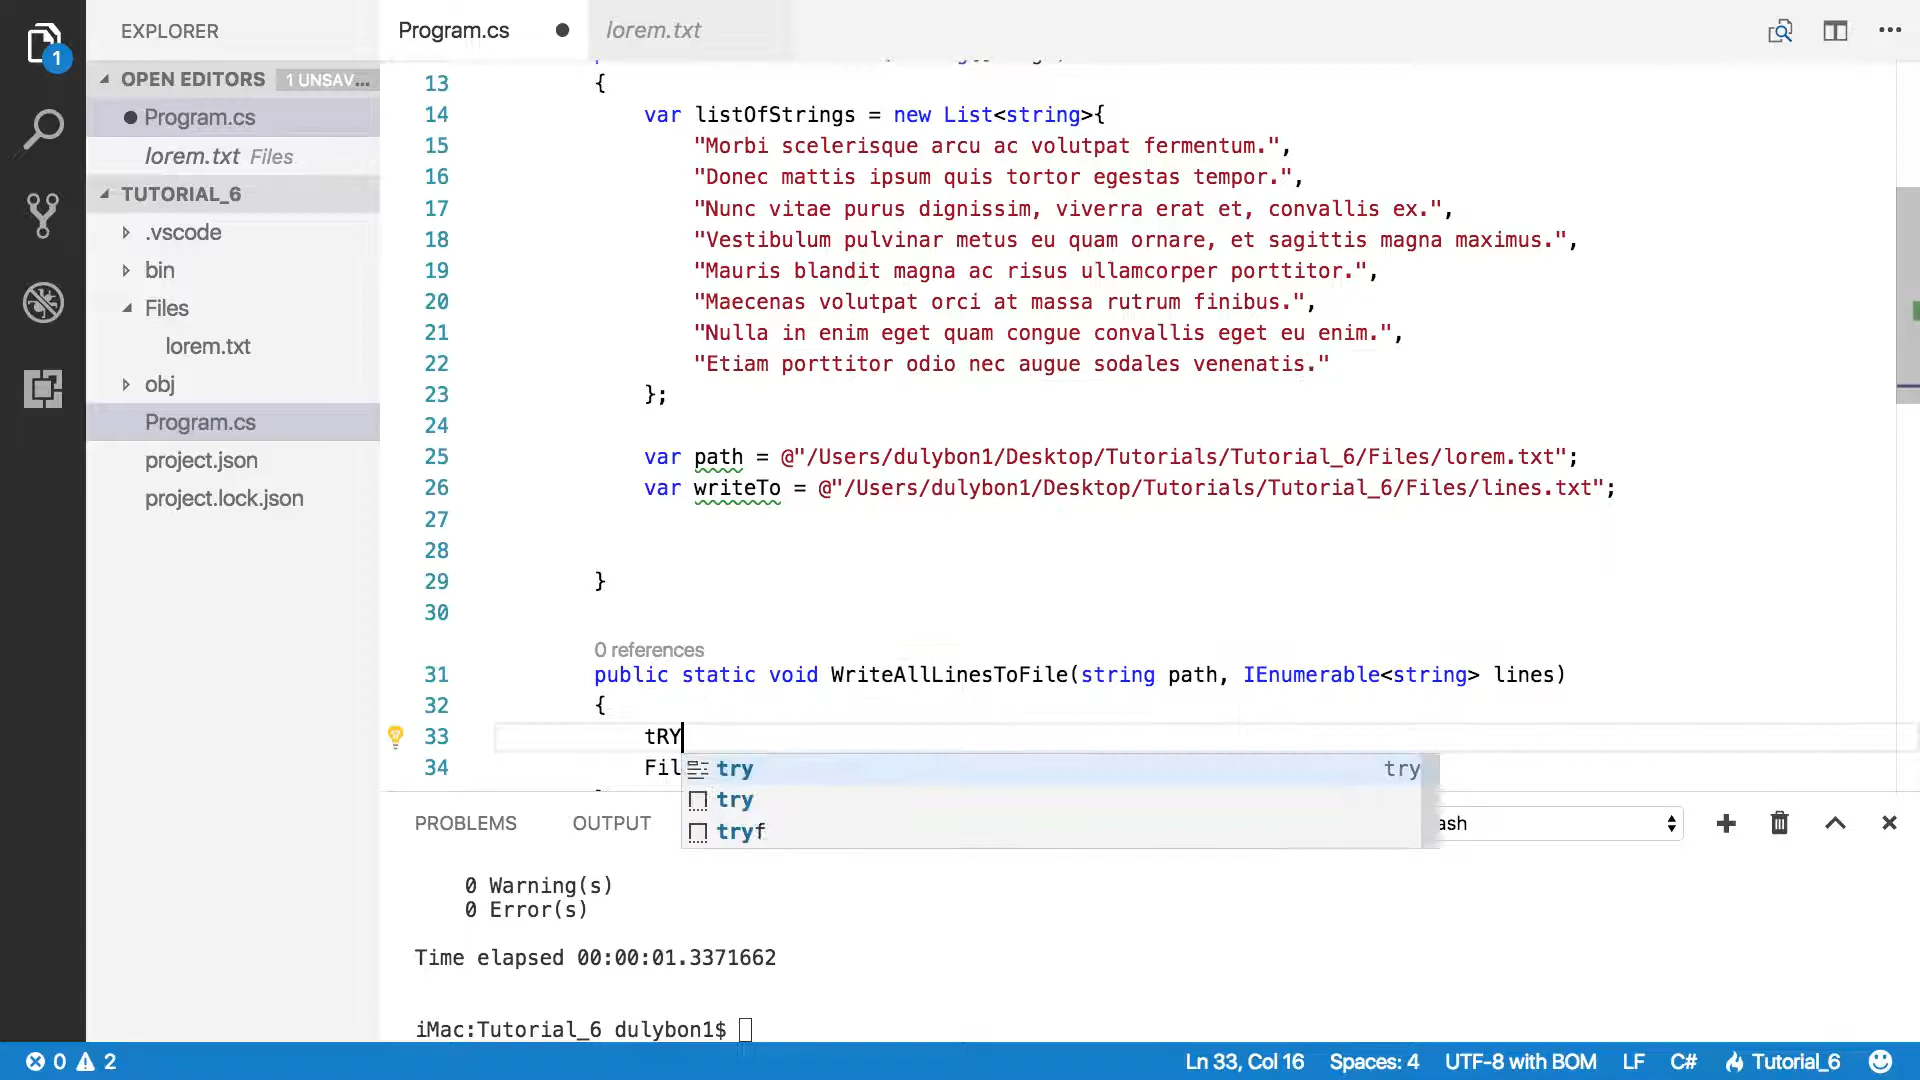 EXPLORER
OPEN EDITORS 1 UNSAV...
Program.cs
lorem.txt Files
TUTORIAL_6
.vscode
bin
Files
lorem.txt
obj
Program.cs
project.json
project.lock.json
1
Program.cs
lorem.txt
13 {
14 var listOfStrings = new List<string>{
15 "Morbi scelerisque arcu ac volutpat fermentum.",
16 "Donec mattis ipsum quis tortor egestas tempor.",
17 "Nunc vitae purus dignissim, viverra erat et, convallis ex.",
18 "Vestibulum pulvinar metus eu quam ornare, et sagittis magna maximus.",
19 "Mauris blandit magna ac risus ullamcorper porttitor.",
20 "Maecenas volutpat orci at massa rutrum finibus.",
21 "Nulla in enim eget quam congue convallis eget eu enim.",
22 "Etiam porttitor odio nec augue sodales venenatis."
23 };
24
25 var path = @"/Users/dulybon1/Desktop/Tutorials/Tutorial_6/Files/lorem.txt";
26 var writeTo = @"/Users/dulybon1/Desktop/Tutorials/Tutorial_6/Files/lines.txt";
27
28
29 }
30
0 references
31 public static void WriteAllLinesToFile(string path, IEnumerable<string> lines)
32 {
33 tRY
34 Fil
try try
try
tryf
PROBLEMS OUTPUT ash
0 Warning(s)
0 Error(s)
Time elapsed 00:00:01.3371662
iMac:Tutorial_6 dulybon1$
0 2 Ln 33, Col 16 Spaces: 4 UTF-8 with BOM LF C# Tutorial_6